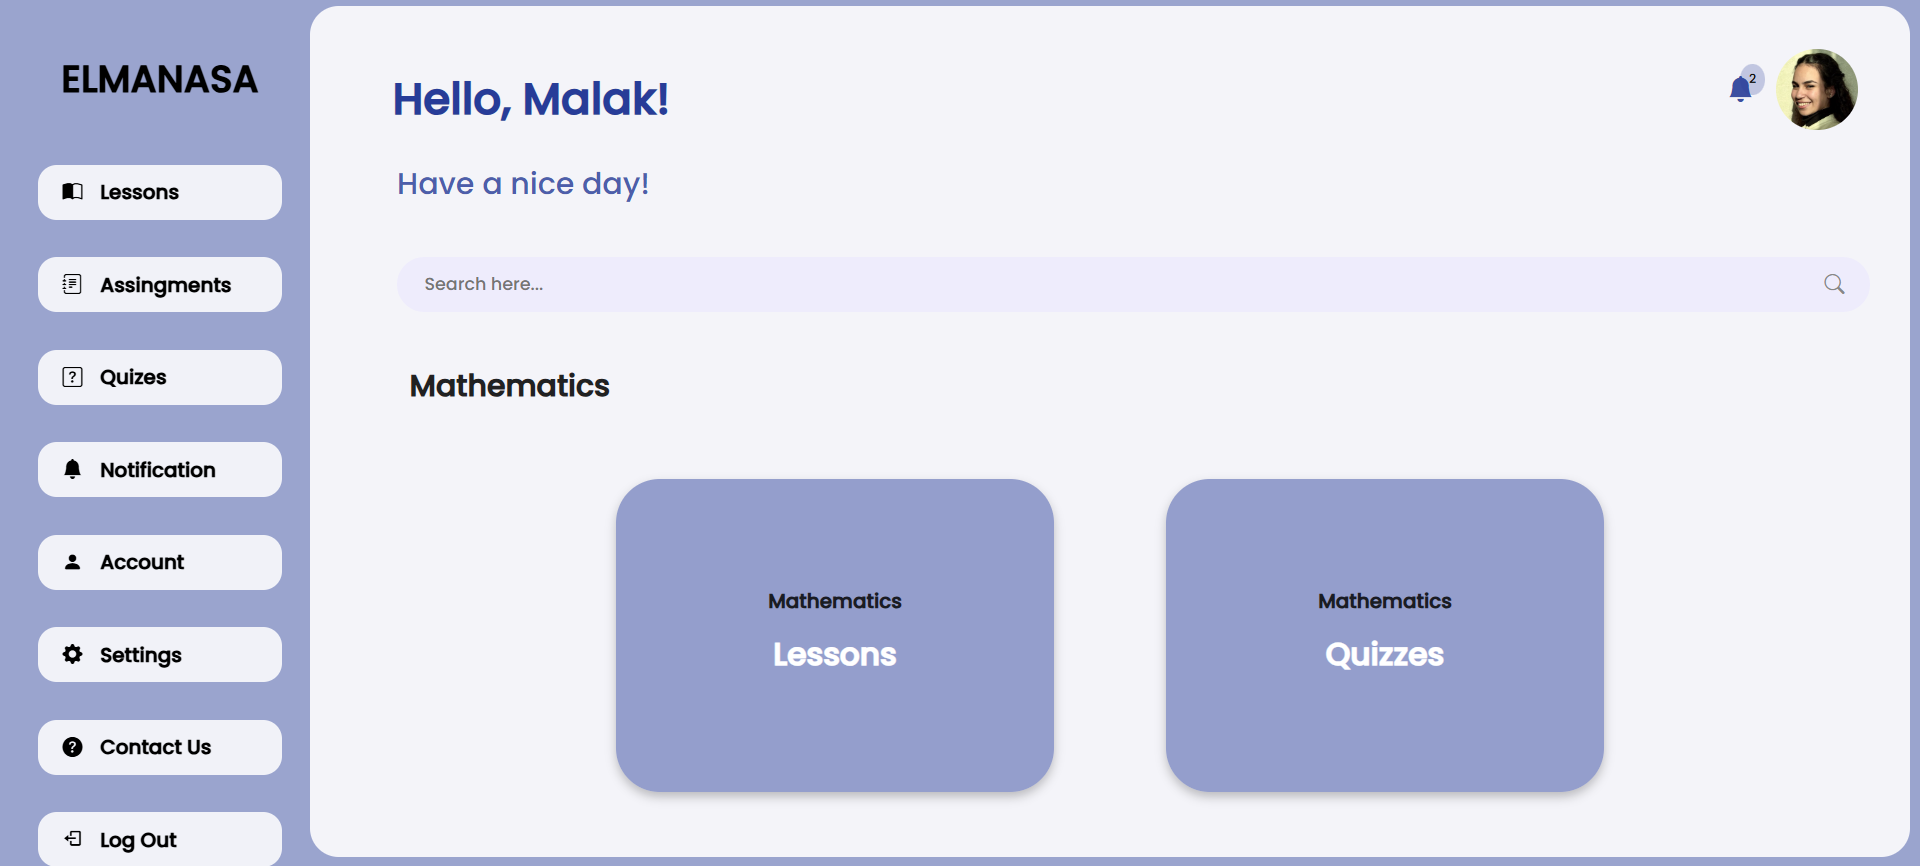 ELMANASA
Lessons
Assingments
Quizes
Notification
Account
Settings
Contact Us
Log Out
Hello, Malak!
2
Have a nice day!
Search here...
Mathematics
Mathematics
Lessons
Mathematics
Quizzes